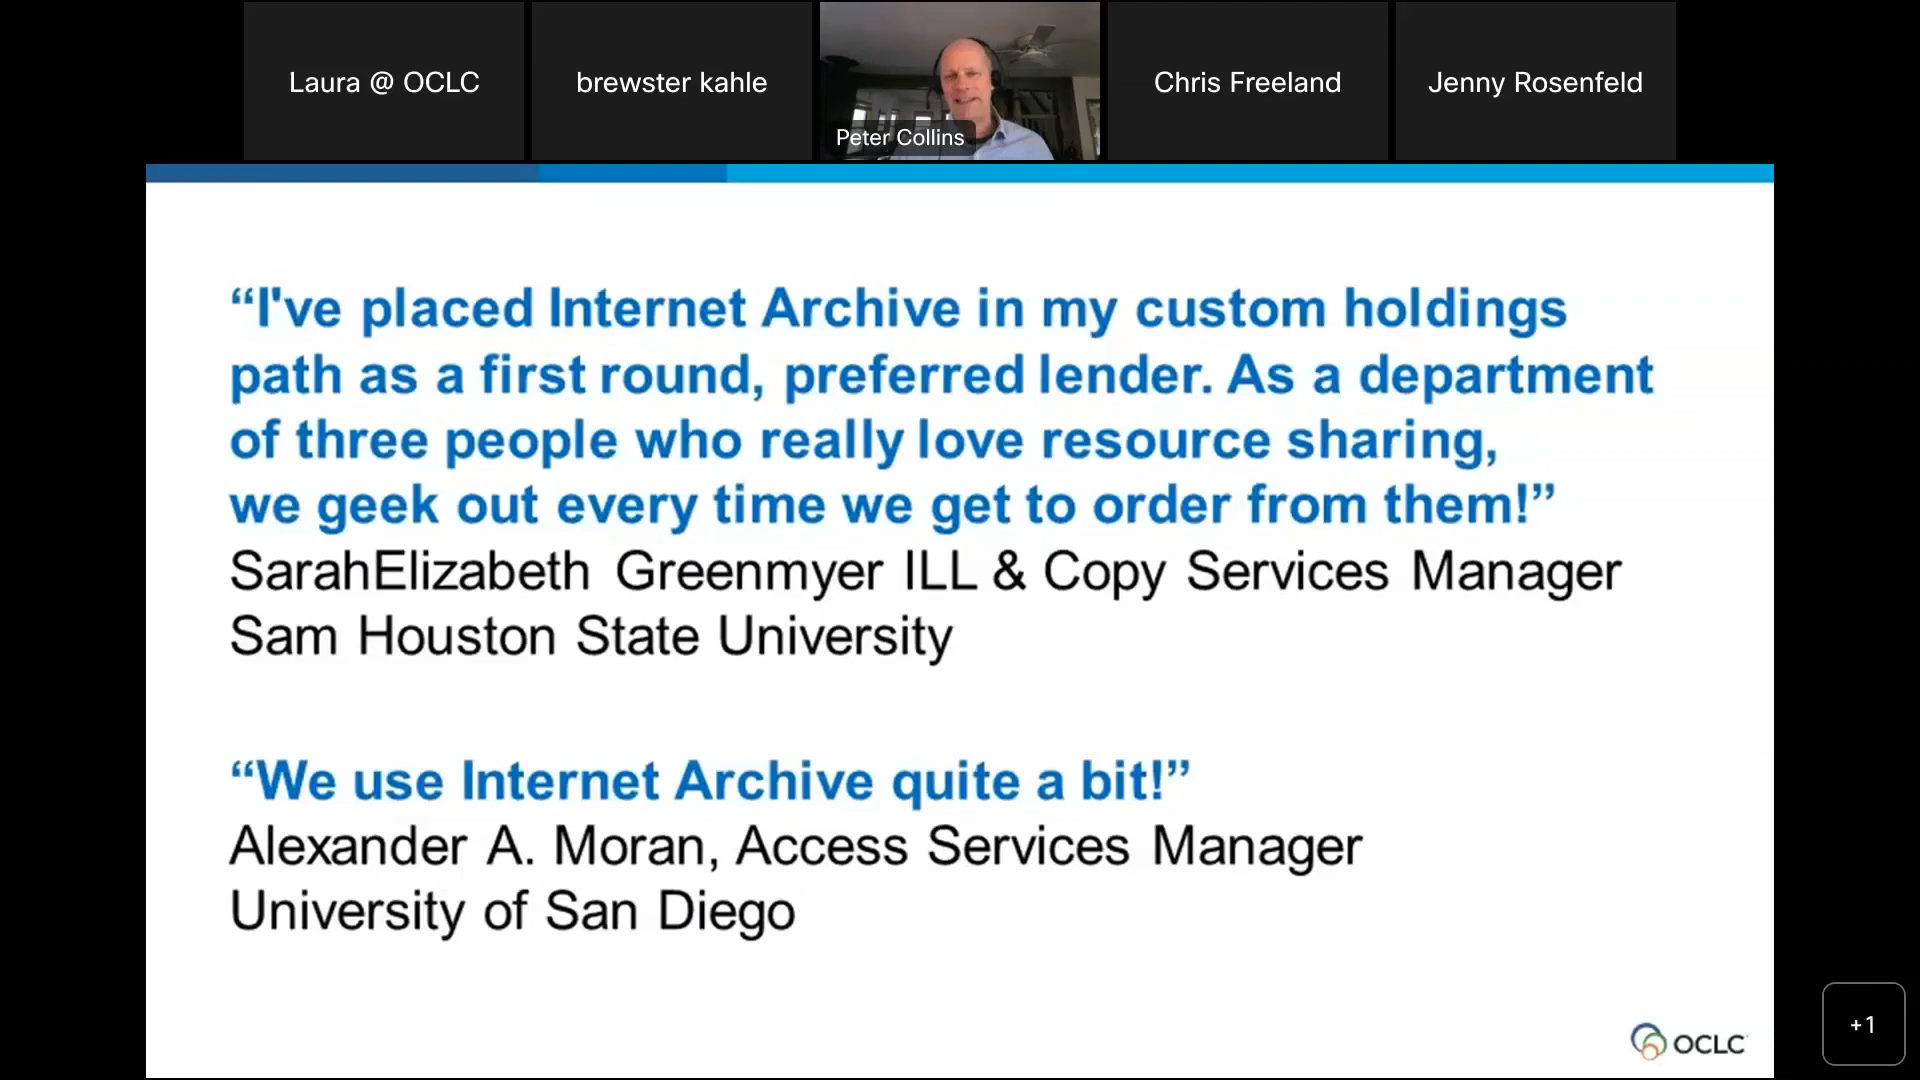 Laura @ OCLC
brewster kahle
Peter Collins
Chris Freeland
Jenny Rosenfeld
“I've placed Internet Archive in my custom holdings
path as a first round, preferred lender. As a department
of three people who really love resource sharing,
we geek out every time we get to order from them!”
SarahElizabeth Greenmyer ILL & Copy Services Manager
Sam Houston State University
“We use Internet Archive quite a bit!”
Alexander A. Moran, Access Services Manager
University of San Diego
OCLC
+1